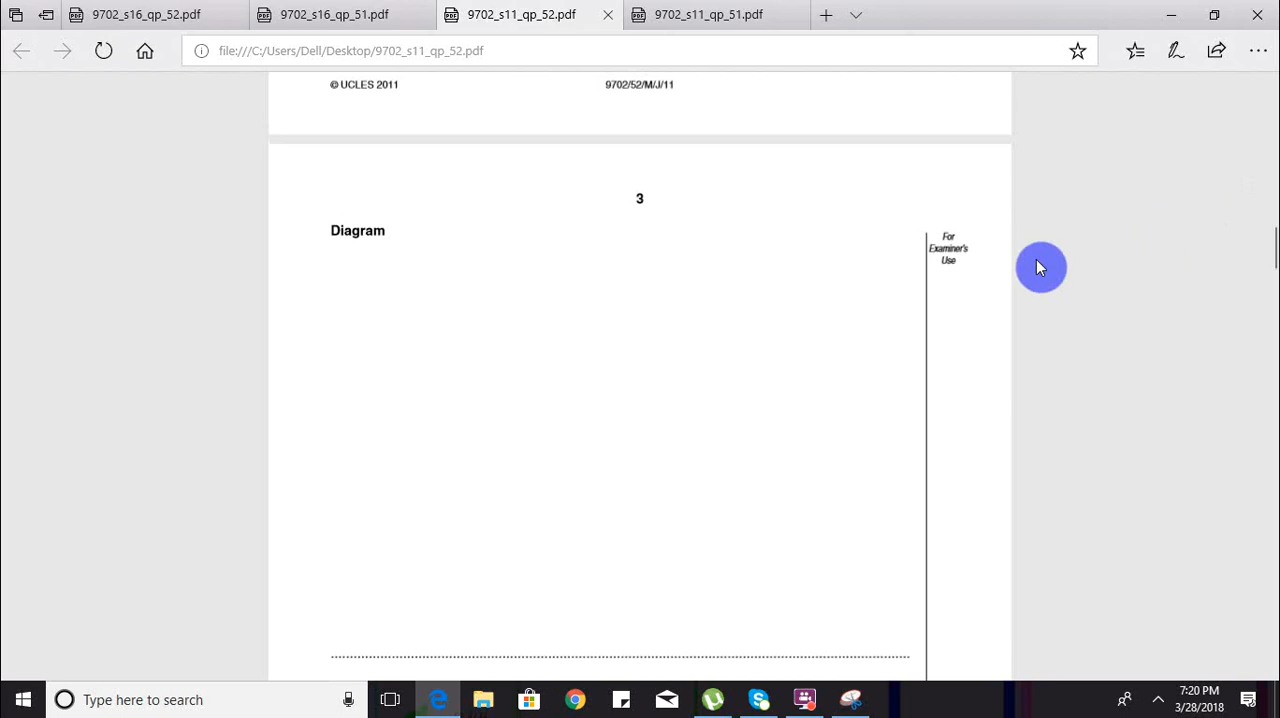 9702_s16_qp_52.pdf
9702_s16_qp_51.pdf
9702_s11_qp_52.pdf
9702_s11_qp_51.pdf
file:///C:/Users/Dell/Desktop/9702_s11_qp_52.pdf
© UCLES 2011
9702/52/M/J/11
3
Diagram
For
Examiner's
Use
Type here to search
7:20 PM
3/28/2018